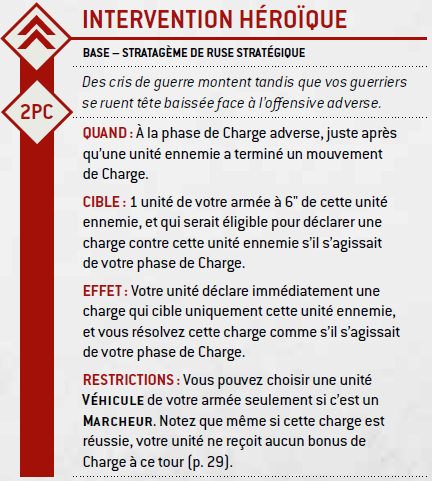 INTERVENTION HÉROÏQUE
BASE – STRATAGÈME DE RUSE STRATÉGIQUE
Des cris de guerre montent tandis que vos guerriers
se ruent tête baissée face à l'offensive adverse.
2PC
QUAND : À la phase de Charge adverse, juste après
qu'une unité ennemie a terminé un mouvement
de Charge.
CIBLE : 1 unité de votre armée à 6" de cette unité
ennemie, et qui serait éligible pour déclarer une
charge contre cette unité ennemie s'il s'agissait
de votre phase de Charge.
EFFET : Votre unité déclare immédiatement une
charge qui cible uniquement cette unité ennemie,
et vous résolvez cette charge comme s'il s'agissait
de votre phase de Charge.
RESTRICTIONS : Vous pouvez choisir une unité
VÉHICULE de votre armée seulement si c'est un
MARCHEUR. Notez que même si cette charge est
réussie, votre unité ne reçoit aucun bonus de
Charge à ce tour (p. 29).